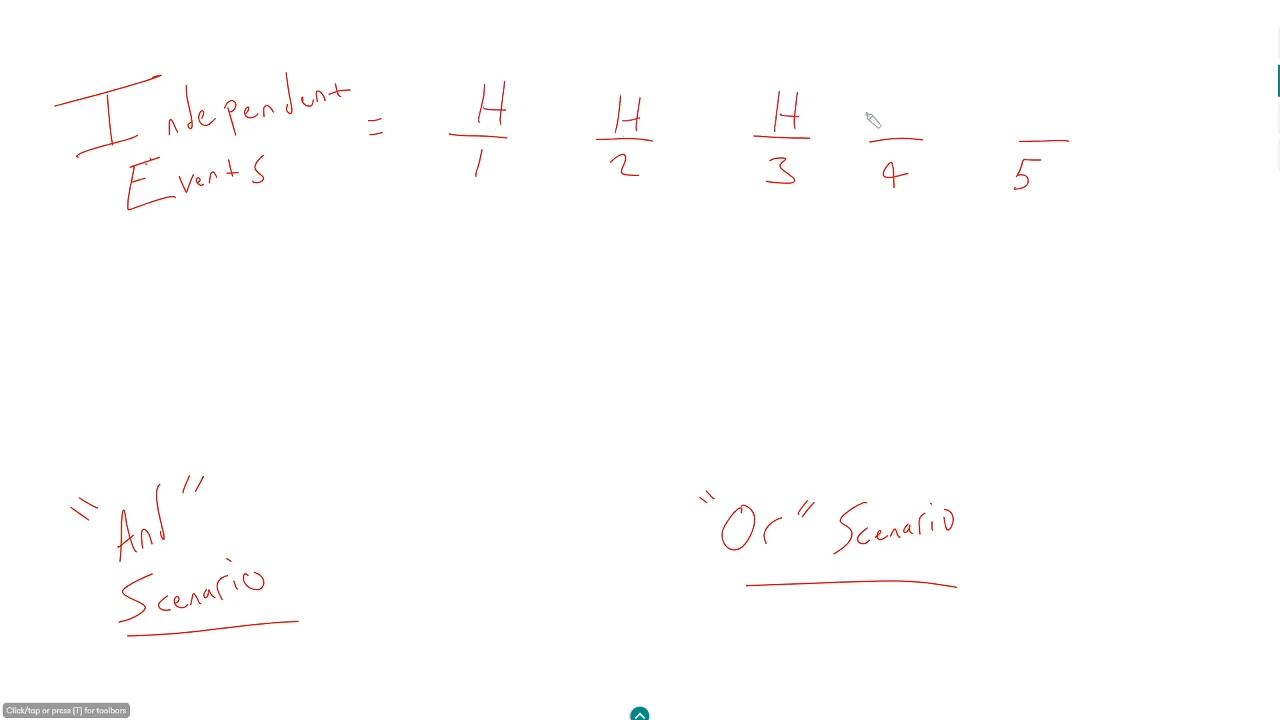 Independent = H H H
Events 1 2 3 4 5
"And" "Or" Scenario
Scenario
Click/tap or press [T] for toolbars